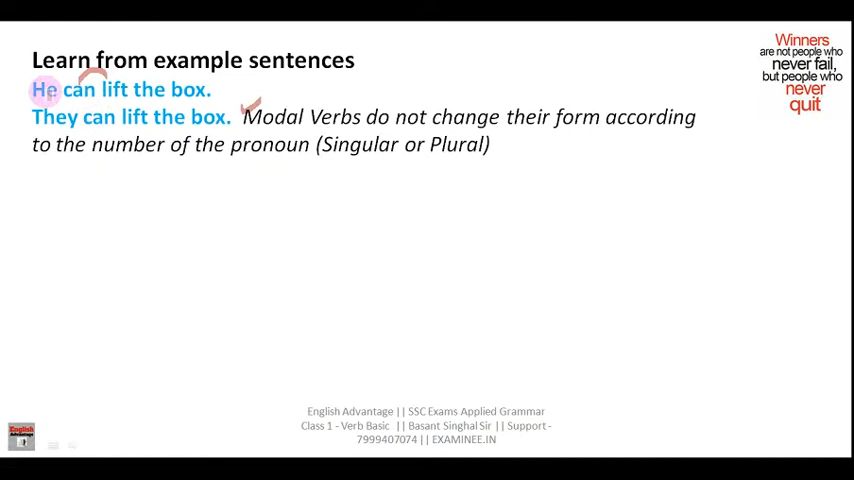 Winners
are not people who
never fail,
but people who
never
quit
Learn from example sentences
He can lift the box.
They can lift the box. Modal Verbs do not change their form according
to the number of the pronoun (Singular or Plural)
English Advantage || SSC Exams Applied Grammar
Class 1 - Verb Basic || Basant Singhal Sir || Support -
7999407074 || EXAMINEE.IN
English
Advantage